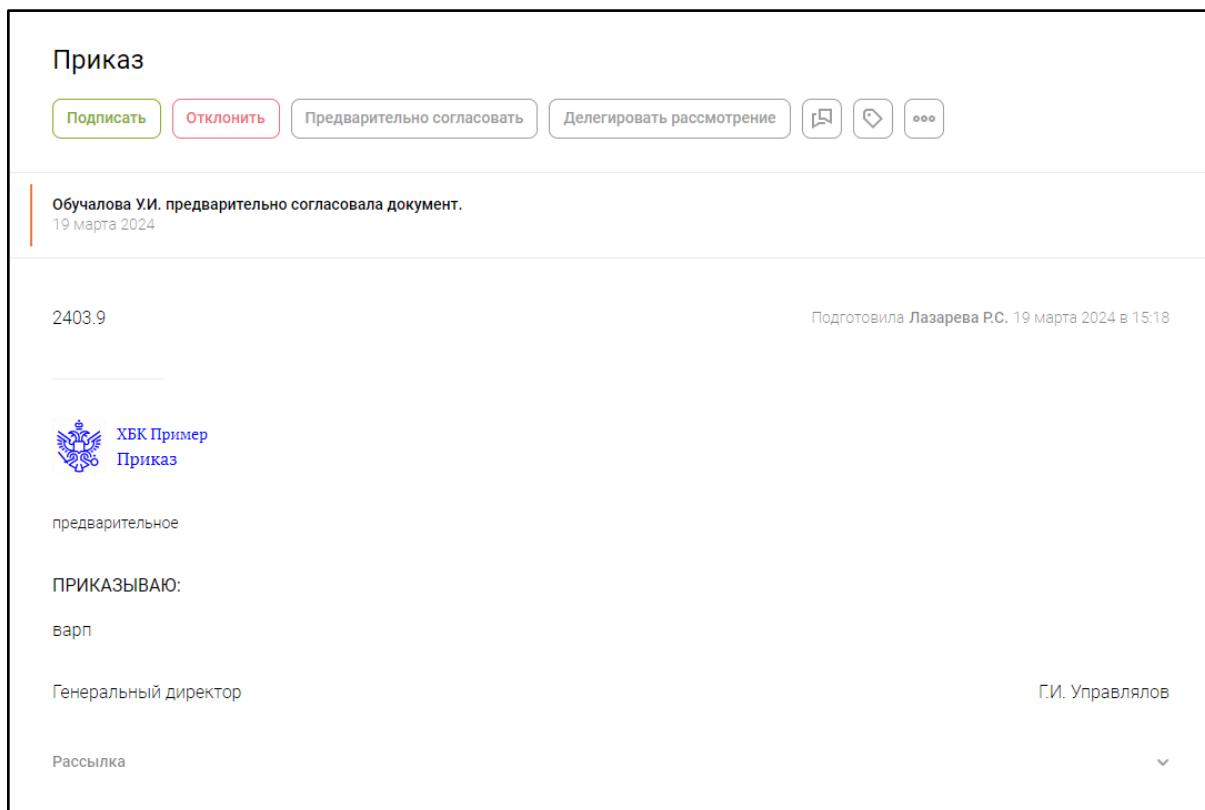 Приказ
Подписать Отклонить Предварительно согласовать Делегировать рассмотрение
Обучалова У.И. предварительно согласовала документ.
19 марта 2024
2403.9 Подготовила Лазарева Р.С. 19 марта 2024 в 15:18
ХБК Пример
Приказ
предварительное
ПРИКАЗЫВАЮ:
варп
Генеральный директор Г.И. Управлялов
Рассылка